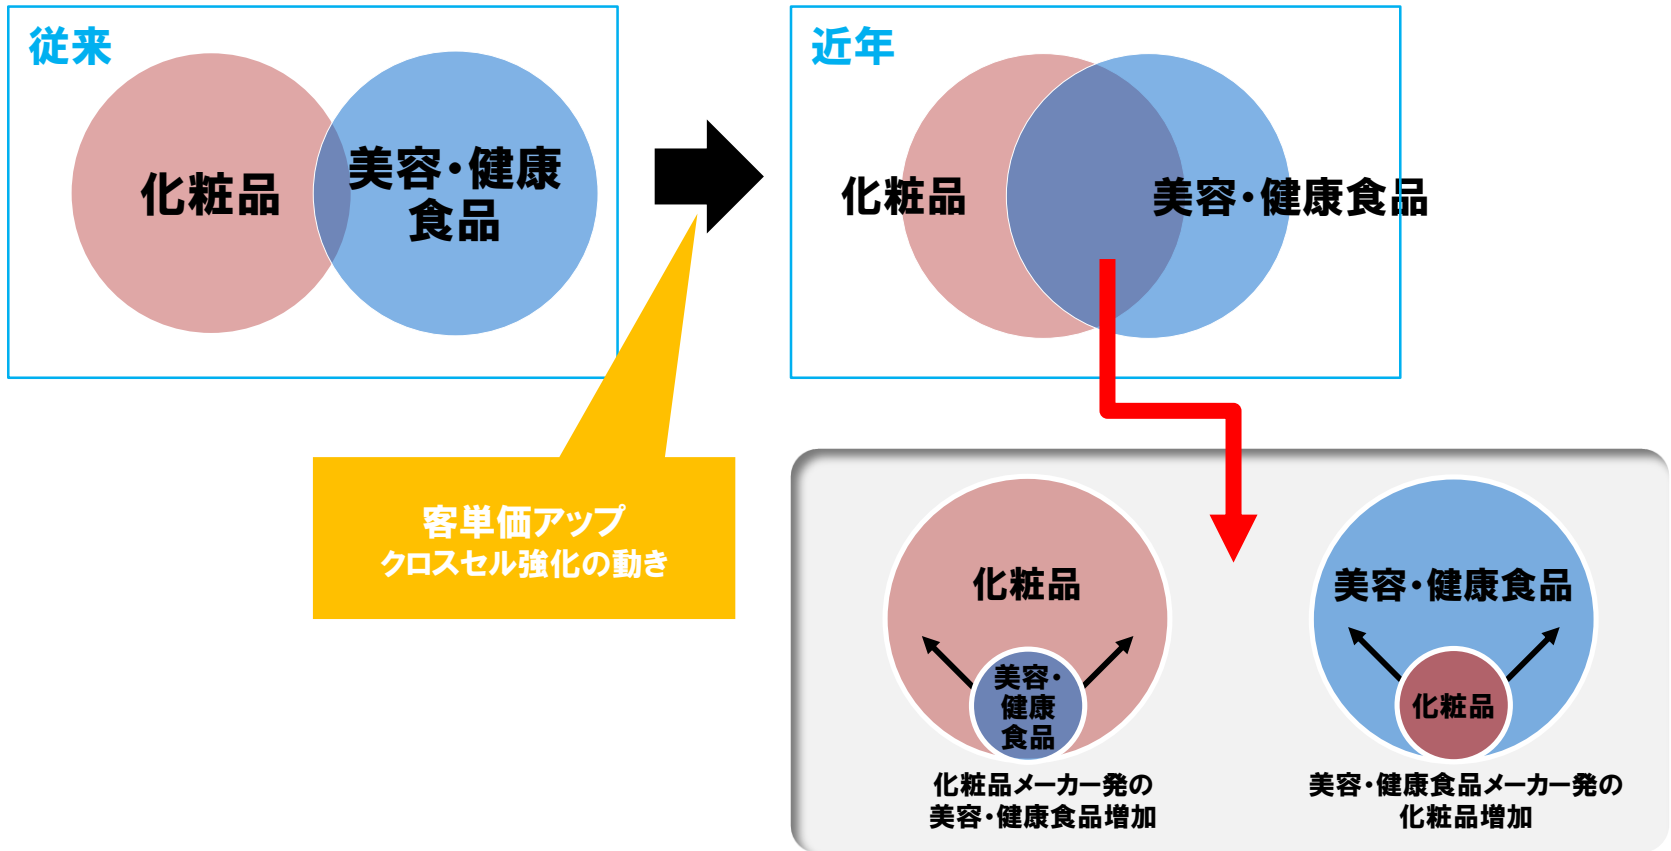 従来
化粧品
美容・健康
食品
近年
化粧品
美容・健康食品
客単価アップ
クロスセル強化の動き
化粧品
美容・
健康
食品
化粧品メーカー発の
美容・健康食品増加
美容・健康食品
化粧品
美容・健康食品メーカー発の
化粧品増加